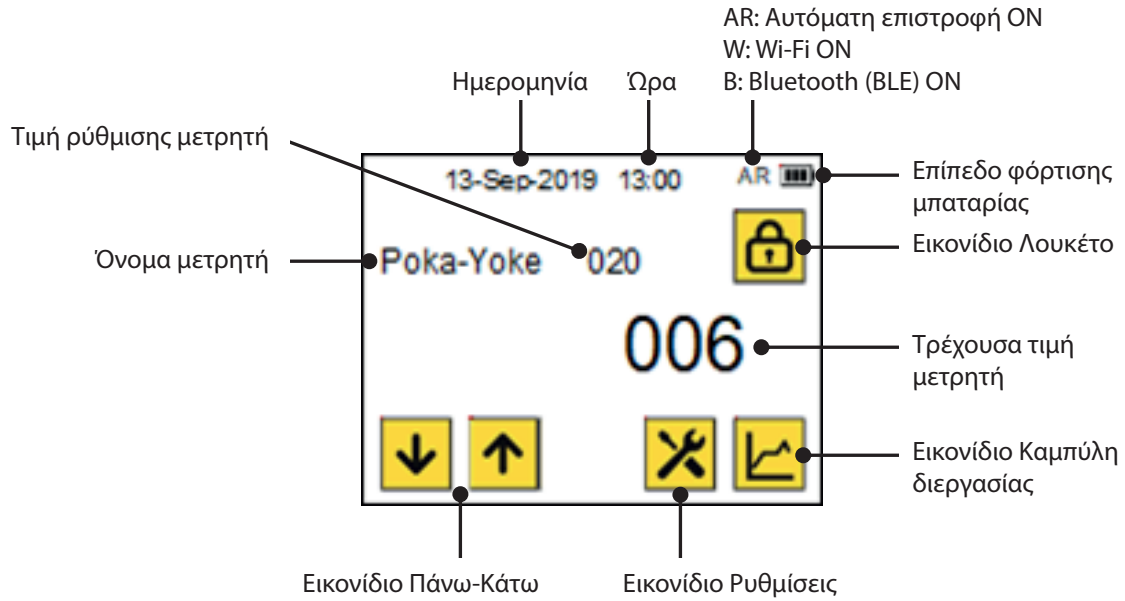 AR: Αυτόματη επιστροφή ON
W: Wi-Fi ON
B: Bluetooth (BLE) ON
Ημερομηνία
Ώρα
Τιμή ρύθμισης μετρητή
13-Sep-2019 13:00 AR
Επίπεδο φόρτισης
μπαταρίας
Εικονίδιο Λουκέτο
Όνομα μετρητή
Poka-Yoke 020
006
Τρέχουσα τιμή
μετρητή
Εικονίδιο Καμπύλη
διεργασίας
Εικονίδιο Πάνω-Κάτω
Εικονίδιο Ρυθμίσεις